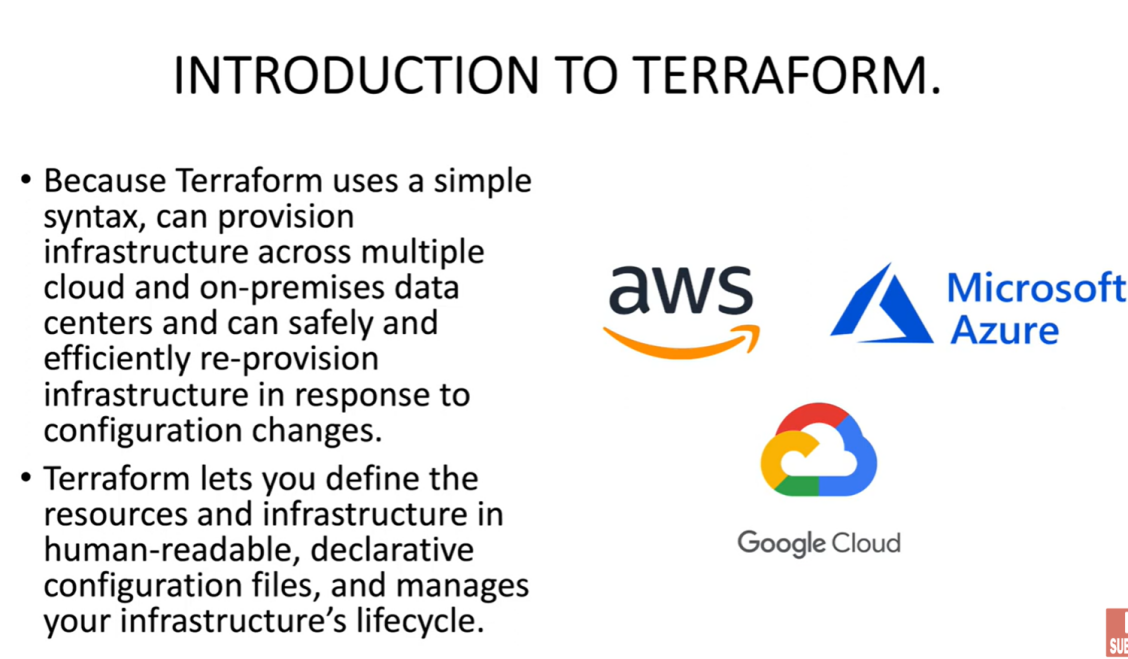 INTRODUCTION TO TERRAFORM.
• Because Terraform uses a simple
syntax, can provision
infrastructure across multiple
cloud and on-premises data
centers and can safely and
efficiently re-provision
infrastructure in response to
configuration changes.
• Terraform lets you define the
resources and infrastructure in
human-readable, declarative
configuration files, and manages
your infrastructure’s lifecycle.
aws
Microsoft
Azure
Google Cloud